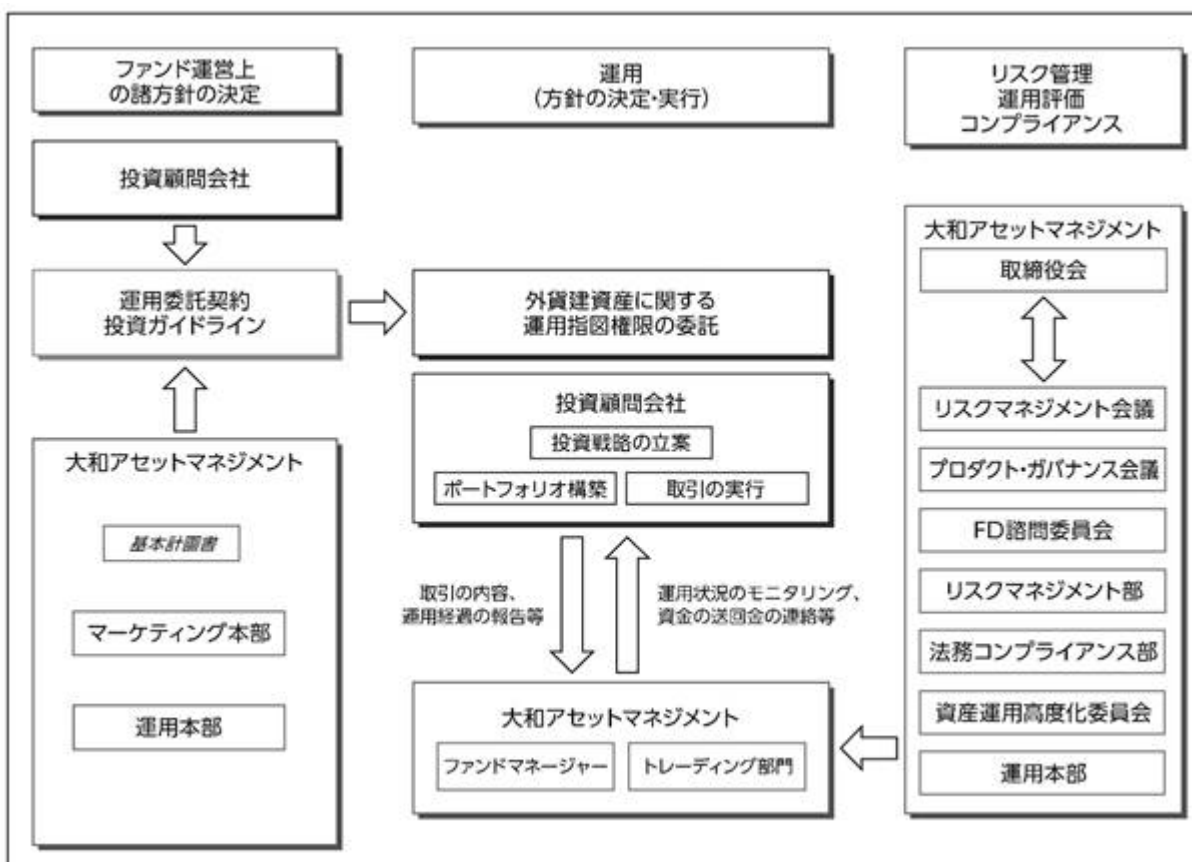 ファンド運営上
の諸方針の決定
運用
(方針の決定・実行)
リスク管理
運用評価
コンプライアンス
投資顧問会社
運用委託契約
投資ガイドライン
大和アセットマネジメント
基本計画書
マーケティング本部
運用本部
外貨建資産に関する
運用指図権限の委託
投資顧問会社
投資戦略の立案
ポートフォリオ構築
取引の実行
取引の内容、
運用経過の報告等
運用状況のモニタリング、
資金の送回金の連絡等
大和アセットマネジメント
ファンドマネージャー
トレーディング部門
大和アセットマネジメント
取締役会
リスクマネジメント会議
プロダクト・ガバナンス会議
FD諮問委員会
リスクマネジメント部
法務コンプライアンス部
資産運用高度化委員会
運用本部